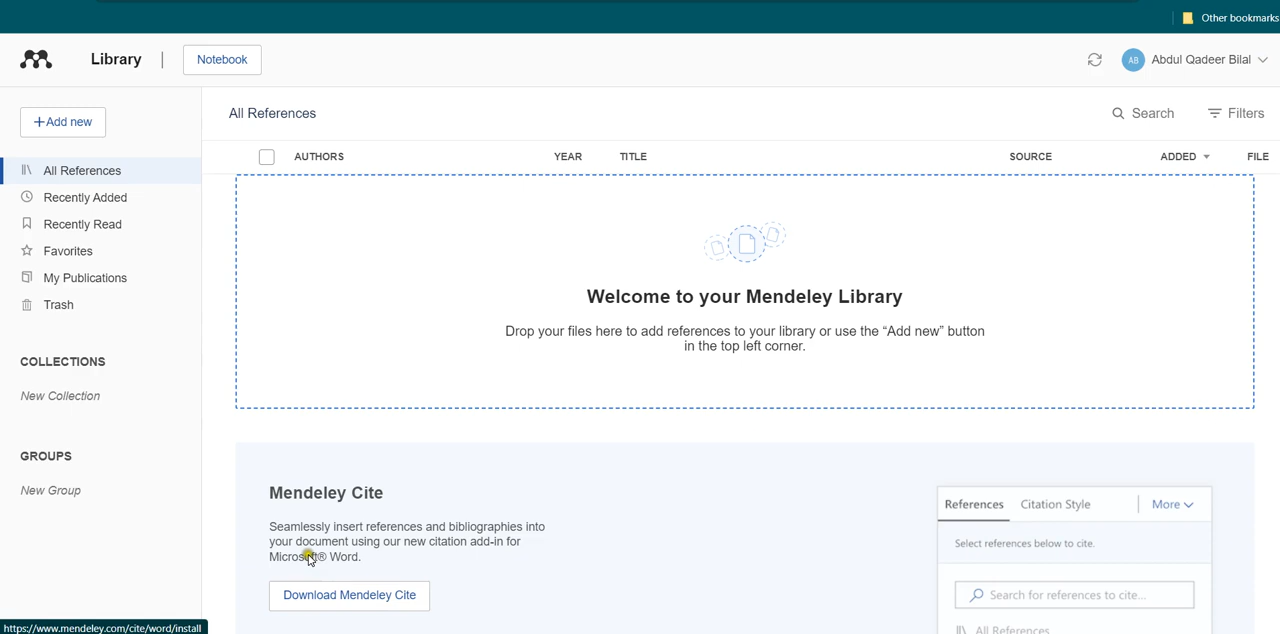 Other bookmarks
Library | Notebook
AB Abdul Qadeer Bilal
+Add new
All References
Search
Filters
AUTHORS YEAR TITLE SOURCE ADDED FILE
All References
Recently Added
Recently Read
Favorites
My Publications
Trash
COLLECTIONS
New Collection
GROUPS
New Group
Welcome to your Mendeley Library
Drop your files here to add references to your library or use the “Add new” button
in the top left corner.
Mendeley Cite
Seamlessly insert references and bibliographies into
your document using our new citation add-in for
Microsoft® Word.
Download Mendeley Cite
References Citation Style More
Select references below to cite.
Search for references to cite...
All References
https://www.mendeley.com/cite/word/install